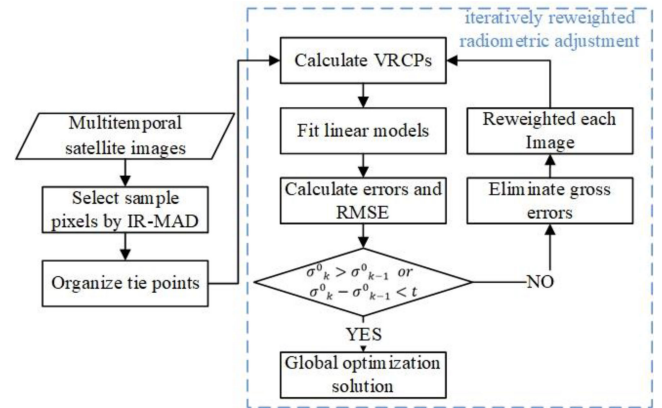 iteratively reweighted
radiometric adjustment
Calculate VRCPs
Multitemporal
satellite images
Fit linear models
Reweighted each
Image
Select sample
pixels by IR-MAD
Calculate errors and
RMSE
Eliminate gross
errors
Organize tie points
σ⁰ₖ > σ⁰ₖ₋₁ or
σ⁰ₖ − σ⁰ₖ₋₁ < t
NO
YES
Global optimization
solution